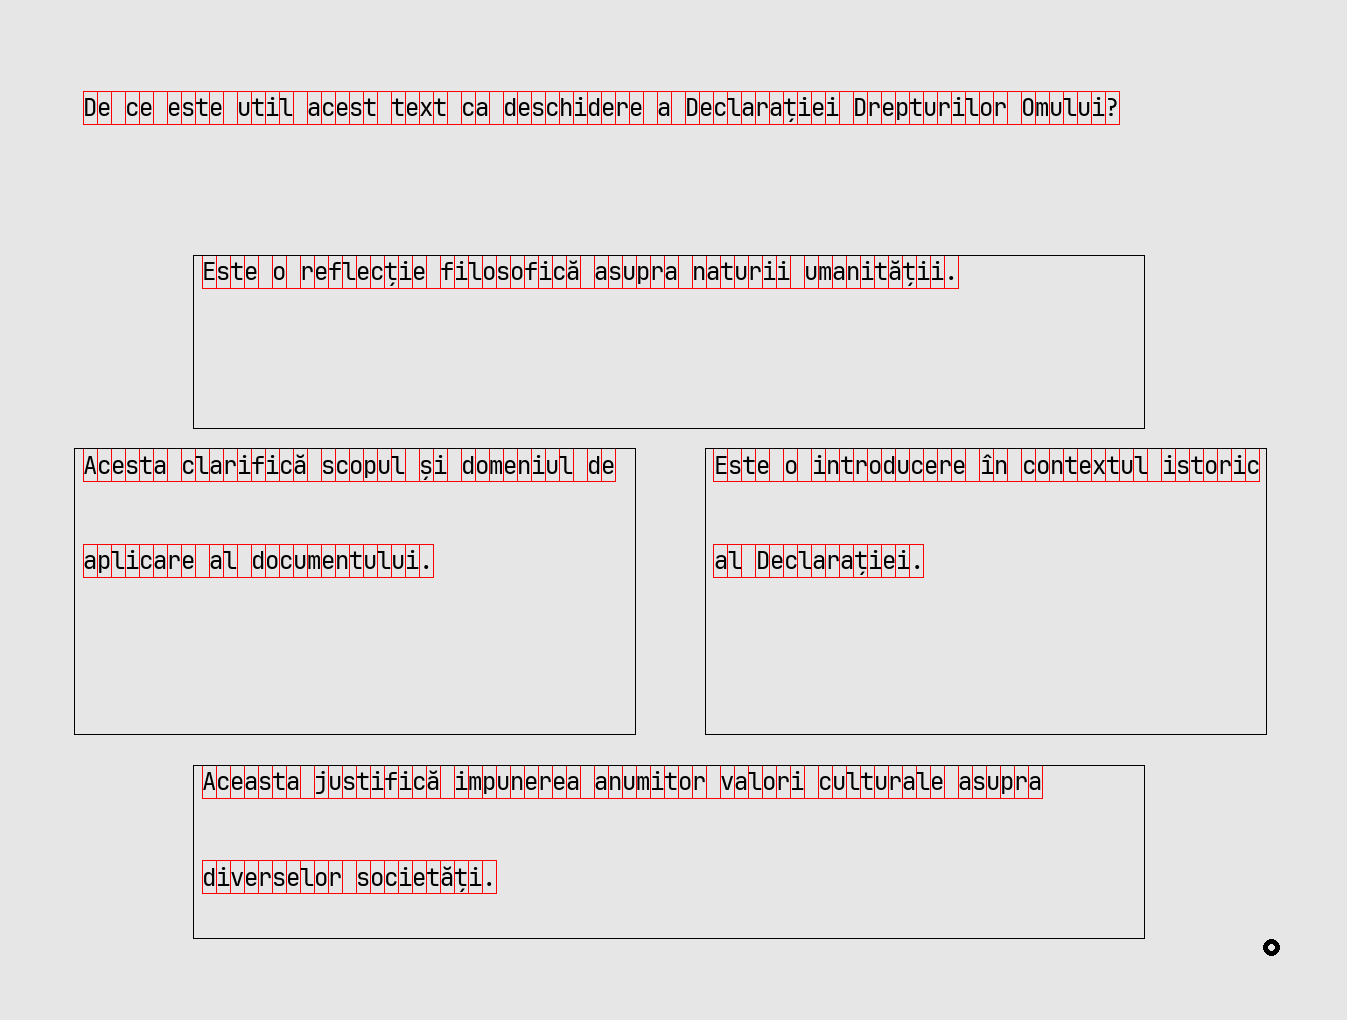 De ce este util acest text ca deschidere a Declarației Drepturilor Omului?
Este o reflecție filosofică asupra naturii umanității.
Acesta clarifică scopul și domeniul de
aplicare al documentului.
Este o introducere în contextul istoric
al Declarației.
Aceasta justifică impunerea anumitor valori culturale asupra
diverselor societăți.